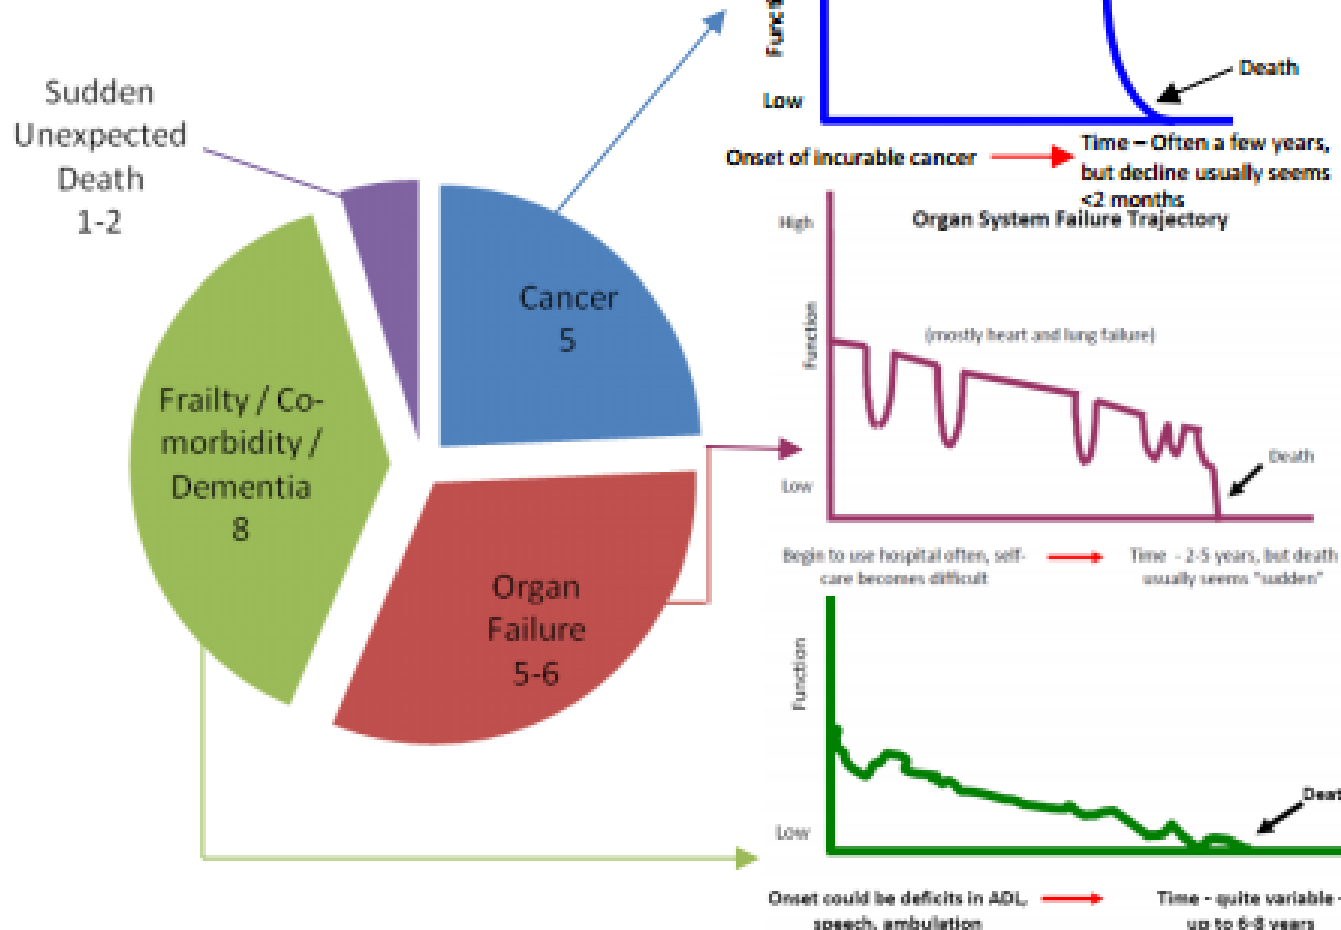 Sudden
Unexpected
Death
1-2
Cancer
5
Frailty / Co-
morbidity /
Dementia
8
Organ
Failure
5-6
Low
Death
Onset of incurable cancer
Time – Often a few years,
but decline usually seems
<2 months
Organ System Failure Trajectory
High
Function
(mostly heart and lung failure)
Low
Death
Begin to use hospital often, self-
care becomes difficult
Time - 2-5 years, but death
usually seems "sudden"
Function
Low
Onset could be deficits in ADL,
speech, ambulation
Time - quite variable -
up to 6-8 years